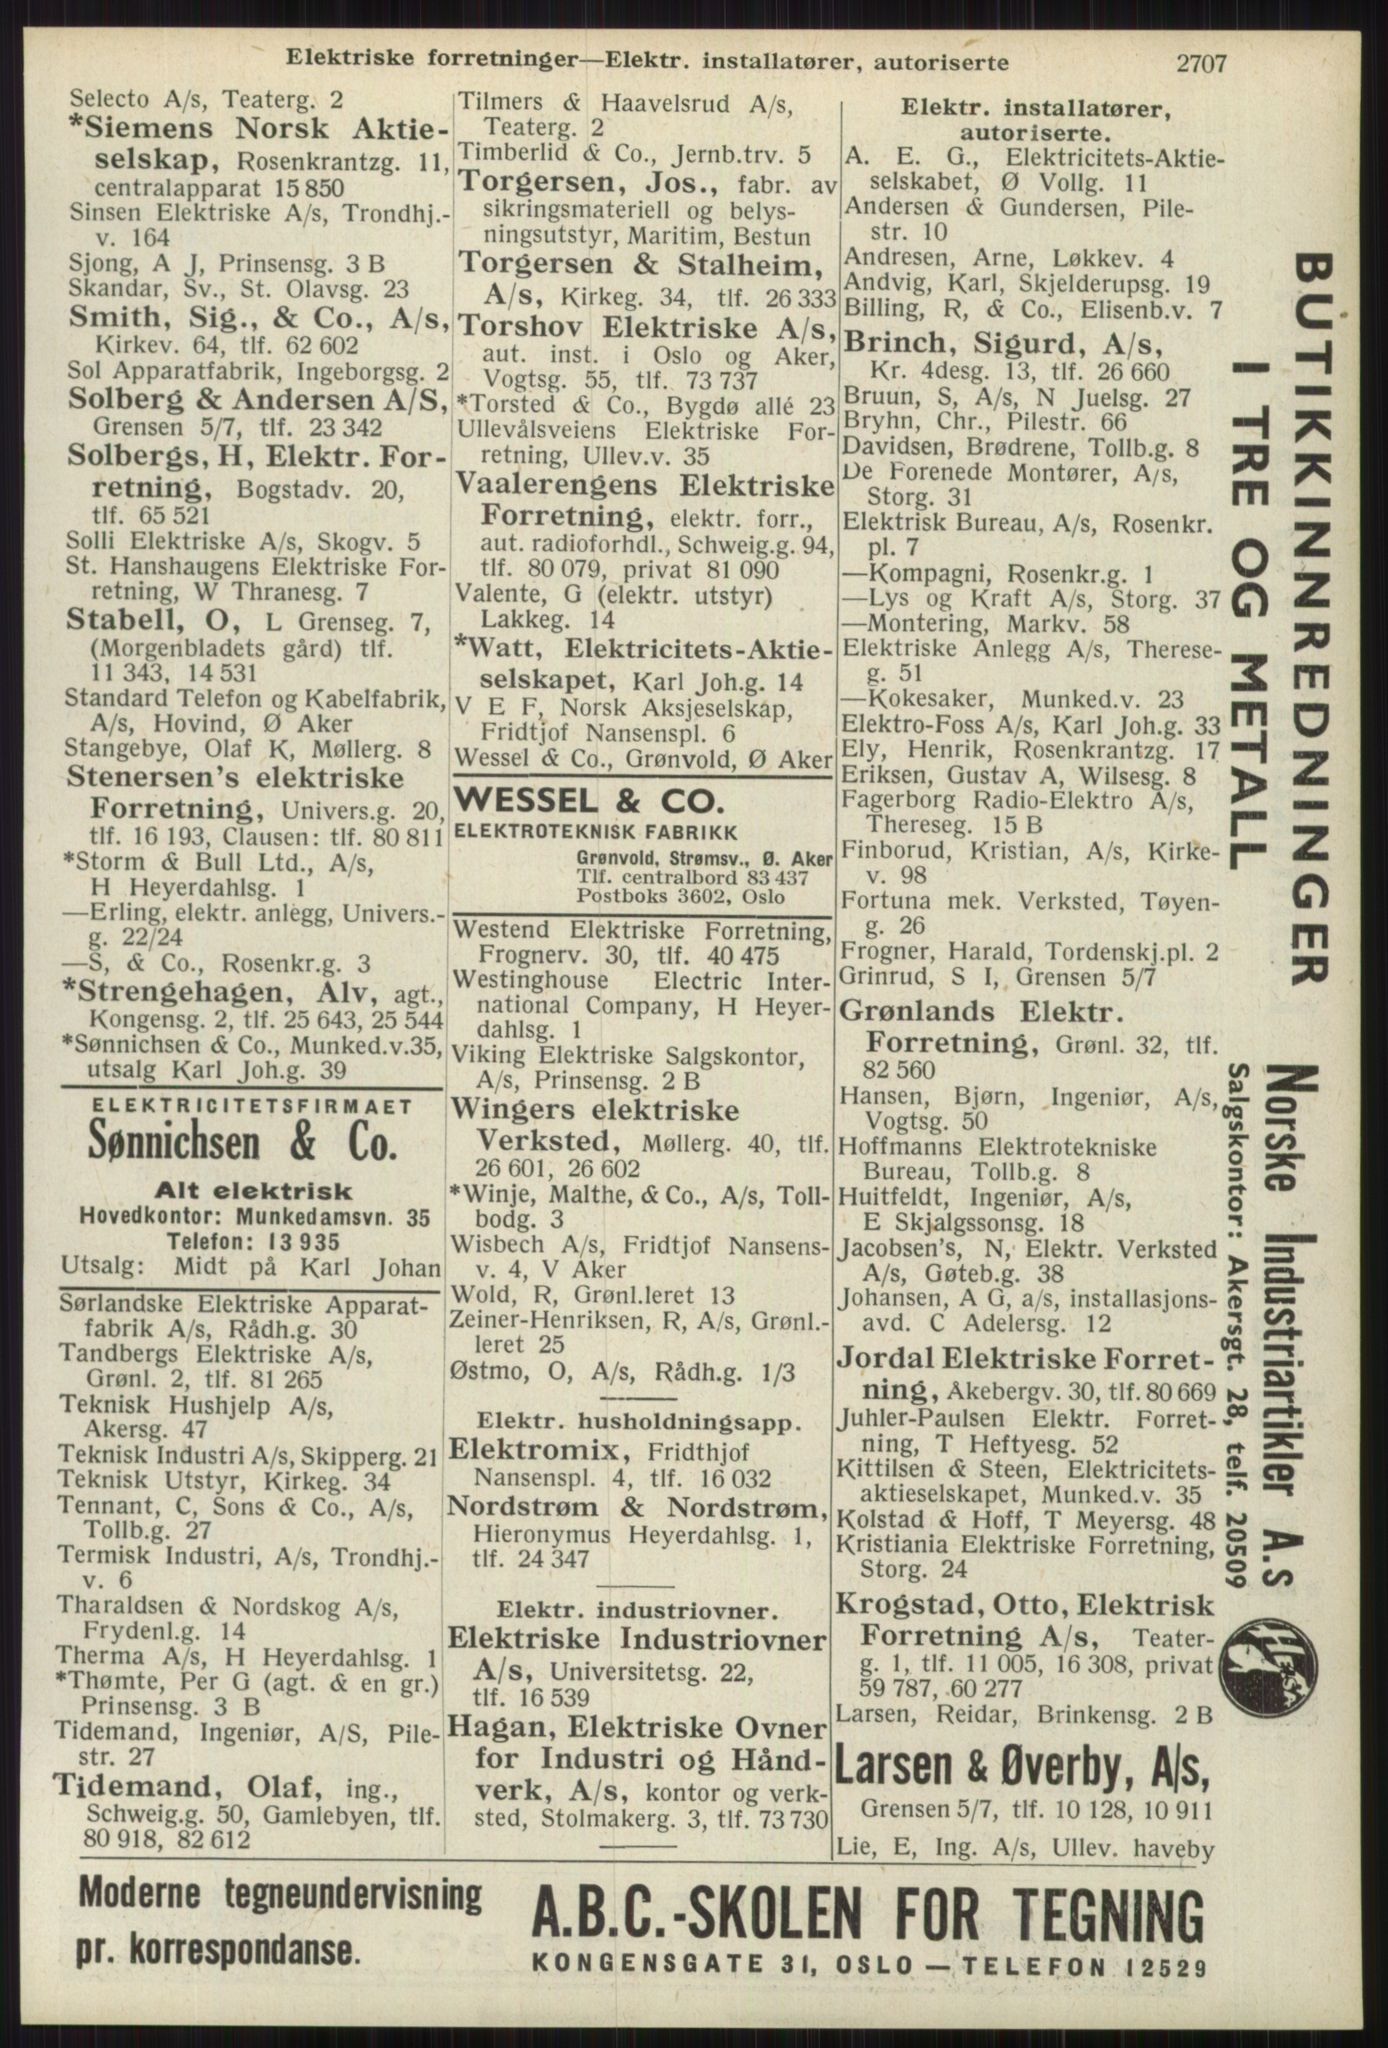 Elektriske forretninger—Elektr. installatører, autoriserte
2707
Selecto A/s, Teaterg. 2
*Siemens Norsk Aktie-
selskap, Rosenkrantzg. 11,
centralapparat 15 850
Sinsen Elektriske A/s, Trondhj.-
v. 164
Sjong, A J, Prinsensg. 3 B
Skandar, Sv., St. Olavsg. 23
Smith, Sig., & Co., A/s,
Kirkev. 64, tlf. 62 602
Sol Apparatfabrik, Ingeborgsg. 2
Solberg & Andersen A/S,
Grensen 5/7, tlf. 23 342
Solbergs, H, Elektr. For-
retning, Bogstadv. 20,
tlf. 65 521
Solli Elektriske A/s, Skogv. 5
St. Hanshaugens Elektriske For-
retning, W Thranesg. 7
Stabell, O, L Grenseg. 7,
(Morgenbladets gård) tlf.
11 343, 14 531
Standard Telefon og Kabelfabrik,
A/s, Hovind, Ø Aker
Stangebye, Olaf K, Møllerg. 8
Stenersen's elektriske
Forretning, Univers.g. 20,
tlf. 16 193, Clausen: tlf. 80 811
*Storm & Bull Ltd., A/s,
H Heyerdahlsg. 1
—Erling, elektr. anlegg, Univers.-
g. 22/24
—S, & Co., Rosenkr.g. 3
*Strengehagen, Alv, agt.,
Kongensg. 2, tlf. 25 643, 25 544
*Sønnichsen & Co., Munked.v.35,
utsalg Karl Joh.g. 39
ELEKTRICITETSFIRMAET
Sønnichsen & Co.
Alt elektrisk
Hovedkontor: Munkedamsvn. 35
Telefon: 13 935
Utsalg: Midt på Karl Johan
Sørlandske Elektriske Apparat-
fabrik A/s, Rådh.g. 30
Tandbergs Elektriske A/s,
Grønl. 2, tlf. 81 265
Teknisk Hushjelp A/s,
Akersg. 47
Teknisk Industri A/s, Skipperg. 21
Teknisk Utstyr, Kirkeg. 34
Tennant, C, Sons & Co., A/s,
Tollb.g. 27
Termisk Industri, A/s, Trondhj.-
v. 6
Tharaldsen & Nordskog A/s,
Frydenl.g. 14
Therma A/s, H Heyerdahlsg. 1
*Thømte, Per G (agt. & en gr.)
Prinsensg. 3 B
Tidemand, Ingeniør, A/S, Pile-
str. 27
Tidemand, Olaf, ing.,
Schweig.g. 50, Gamlebyen, tlf.
80 918, 82 612
Tilmers & Haavelsrud A/s,
Teaterg. 2
Timberlid & Co., Jernb.trv. 5
Torgersen, Jos., fabr. av
sikringsmateriell og belys-
ningsutstyr, Maritim, Bestun
Torgersen & Stalheim,
A/s, Kirkeg. 34, tlf. 26 333
Torshov Elektriske A/s,
aut. inst. i Oslo og Aker,
Vogtsg. 55, tlf. 73 737
*Torsted & Co., Bygdø allé 23
Ullevålsveiens Elektriske For-
retning, Ullev.v. 35
Vaalerengens Elektriske
Forretning, elektr. forr.,
aut. radioforhdl., Schweig.g. 94,
tlf. 80 079, privat 81 090
Valente, G (elektr. utstyr)
Lakkeg. 14
*Watt, Elektricitets-Aktie-
selskapet, Karl Joh.g. 14
V E F, Norsk Aksjeselskap,
Fridtjof Nansenspl. 6
Wessel & Co., Grønvold, Ø Aker
WESSEL & CO.
ELEKTROTEKNISK FABRIKK
Grønvold, Strømsv., Ø. Aker
Tlf. centralbord 83 437
Postboks 3602, Oslo
Westend Elektriske Forretning,
Frognerv. 30, tlf. 40 475
Westinghouse Electric Inter-
national Company, H Heyer-
dahlsg. 1
Viking Elektriske Salgskontor,
A/s, Prinsensg. 2 B
Wingers elektriske
Verksted, Møllerg. 40, tlf.
26 601, 26 602
*Winje, Malthe, & Co., A/s, Toll-
bodg. 3
Wisbech A/s, Fridtjof Nansens-
v. 4, V Aker
Wold, R, Grønl.leret 13
Zeiner-Henriksen, R, A/s, Grønl.-
leret 25
Østmo, O, A/s, Rådh.g. 1/3
Elektr. husholdningsapp.
Elektromix, Fridthjof
Nansenspl. 4, tlf. 16 032
Nordstrøm & Nordstrøm,
Hieronymus Heyerdahlsg. 1,
tlf. 24 347
Elektr. industriovner.
Elektriske Industriovner
A/s, Universitetsg. 22,
tlf. 16 539
Hagan, Elektriske Ovner
for Industri og Hånd-
verk, A/s, kontor og verk-
sted, Stolmakerg. 3, tlf. 73 730
Elektr. installatører,
autoriserte.
A. E. G., Elektricitets-Aktie-
selskabet, Ø Vollg. 11
Andersen & Gundersen, Pile-
str. 10
Andresen, Arne, Løkkev. 4
Andvig, Karl, Skjelderupsg. 19
Billing, R, & Co., Elisenb.v. 7
Brinch, Sigurd, A/s,
Kr. 4desg. 13, tlf. 26 660
Bruun, S, A/s, N Juelsg. 27
Bryhn, Chr., Pilestr. 66
Davidsen, Brødrene, Tollb.g. 8
De Forenede Montører, A/s,
Storg. 31
Elektrisk Bureau, A/s, Rosenkr.
pl. 7
—Kompagni, Rosenkr.g. 1
—Lys og Kraft A/s, Storg. 37
—Montering, Markv. 58
Elektriske Anlegg A/s, Therese-
g. 51
—Kokesaker, Munked.v. 23
Elektro-Foss A/s, Karl Joh.g. 33
Ely, Henrik, Rosenkrantzg. 17
Eriksen, Gustav A, Wilsesg. 8
Fagerborg Radio-Elektro A/s,
Thereseg. 15 B
Finborud, Kristian, A/s, Kirke-
v. 98
Fortuna mek. Verksted, Tøyen-
g. 26
Frogner, Harald, Tordenskj.pl. 2
Grinrud, S I, Grensen 5/7
Grønlands Elektr.
Forretning, Grønl. 32, tlf.
82 560
Hansen, Bjørn, Ingeniør, A/s,
Vogtsg. 50
Hoffmanns Elektrotekniske
Bureau, Tollb.g. 8
Huitfeldt, Ingeniør, A/s,
E Skjalgssonsg. 18
Jacobsen's, N, Elektr. Verksted
A/s, Gøteb.g. 38
Johansen, A G, a/s, installasjons-
avd. C Adelersg. 12
Jordal Elektriske Forret-
ning, Åkebergv. 30, tlf. 80 669
Juhler-Paulsen Elektr. Forret-
ning, T Heftyesg. 52
Kittilsen & Steen, Elektricitets-
aktieselskapet, Munked.v. 35
Kolstad & Hoff, T Meyersg. 48
Kristiania Elektriske Forretning,
Storg. 24
Krogstad, Otto, Elektrisk
Forretning A/s, Teater-
g. 1, tlf. 11 005, 16 308, privat
59 787, 60 277
Larsen, Reidar, Brinkensg. 2 B
Larsen & Øverby, A/s,
Grensen 5/7, tlf. 10 128, 10 911
Lie, E, Ing. A/s, Ullev. haveby
BUTIKKINNREDNINGER
I TRE OG METALL
Norske Industriartikler A.s
Salgskontor: Akersgt. 28, telf. 20509
Moderne tegneundervisning
pr. korrespondanse.
A.B.C.-SKOLEN FOR TEGNING
KONGENSGATE 31, OSLO — TELEFON 12529